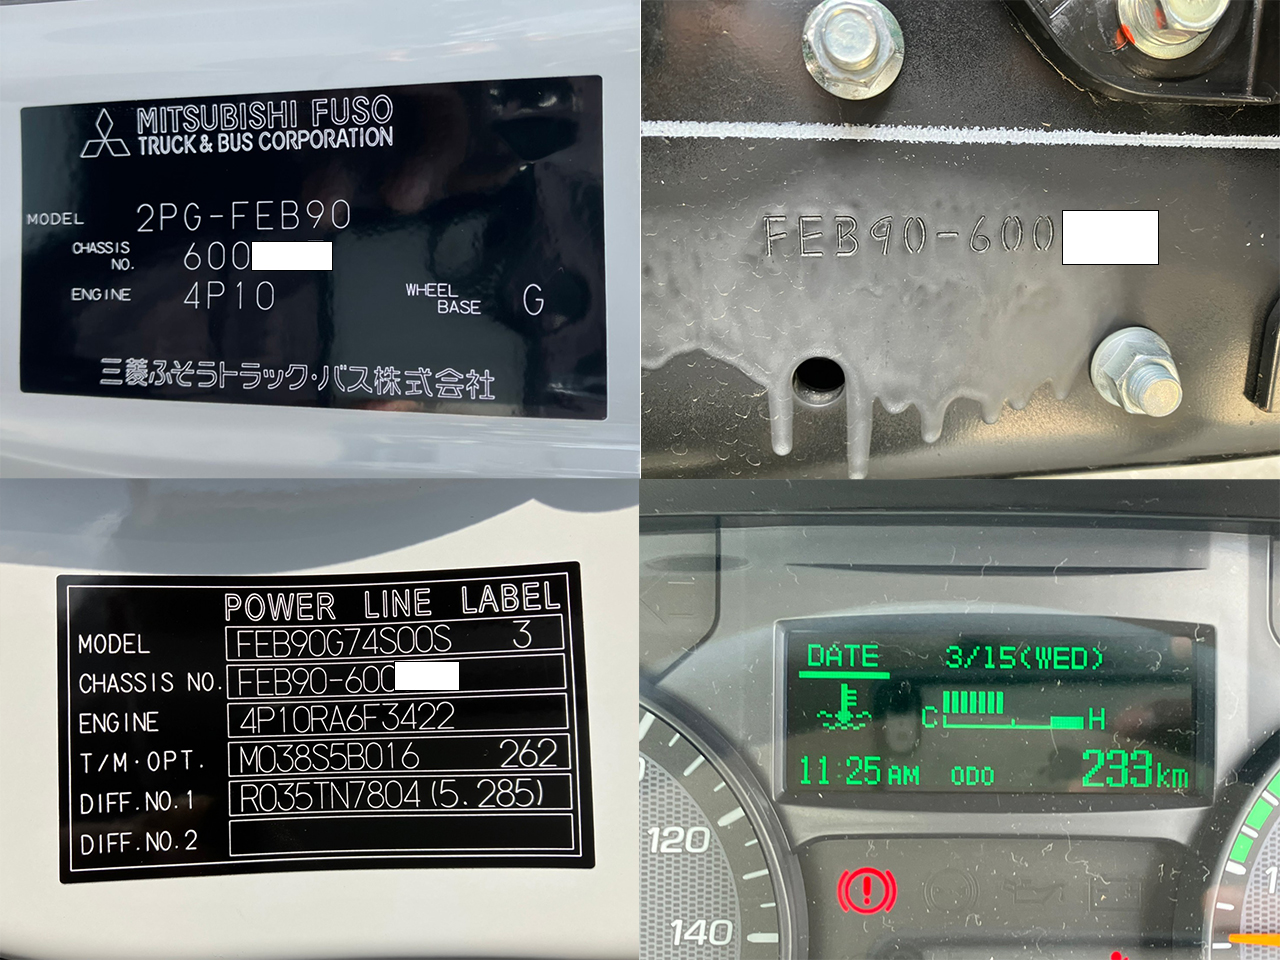 MITSUBISHI FUSO
TRUCK & BUS CORPORATION
MODEL 2PG-FEB90
CHASSIS NO. 600
ENGINE 4P10 WHEEL BASE G
三菱ふそうトラック・バス株式会社
FEB90-600
POWER LINE LABEL
MODEL FEB90G74S00S 3
CHASSIS NO. FEB90-600
ENGINE 4P10RA6F3422
T/M·OPT. M038S5B016 262
DIFF.NO.1 R035TN7804(5.285)
DIFF.NO.2
DATE 3/15(WED)
C H
11:25AM ODO 233km
120
140